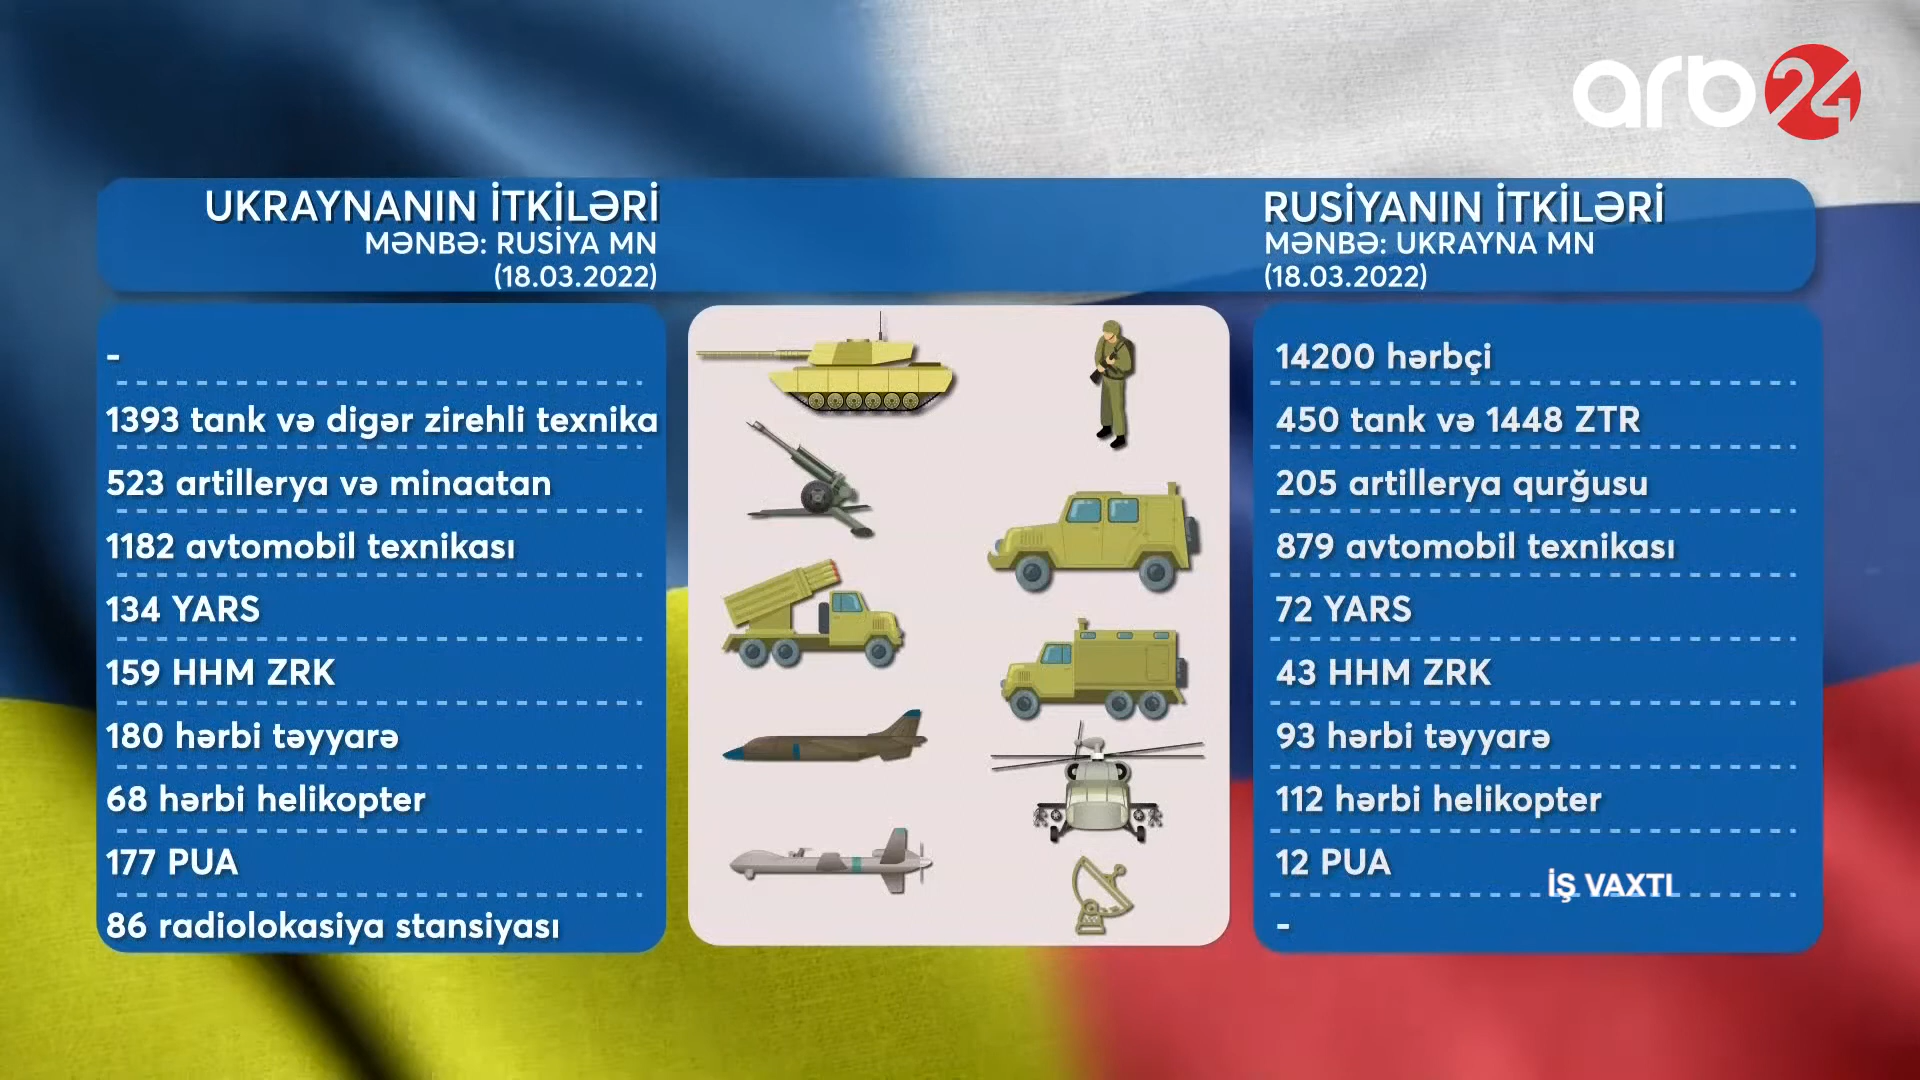 arb24
UKRAYNANIN İTKİLƏRİ
MƏNBƏ: RUSİYA MN
(18.03.2022)
RUSİYANIN İTKİLƏRİ
MƏNBƏ: UKRAYNA MN
(18.03.2022)
-
1393 tank və digər zirehli texnika
523 artillerya və minaatan
1182 avtomobil texnikası
134 YARS
159 HHM ZRK
180 hərbi təyyarə
68 hərbi helikopter
177 PUA
86 radiolokasiya stansiyası
14200 hərbçi
450 tank və 1448 ZTR
205 artillerya qurğusu
879 avtomobil texnikası
72 YARS
43 HHM ZRK
93 hərbi təyyarə
112 hərbi helikopter
12 PUA
-
İŞ VAXTI